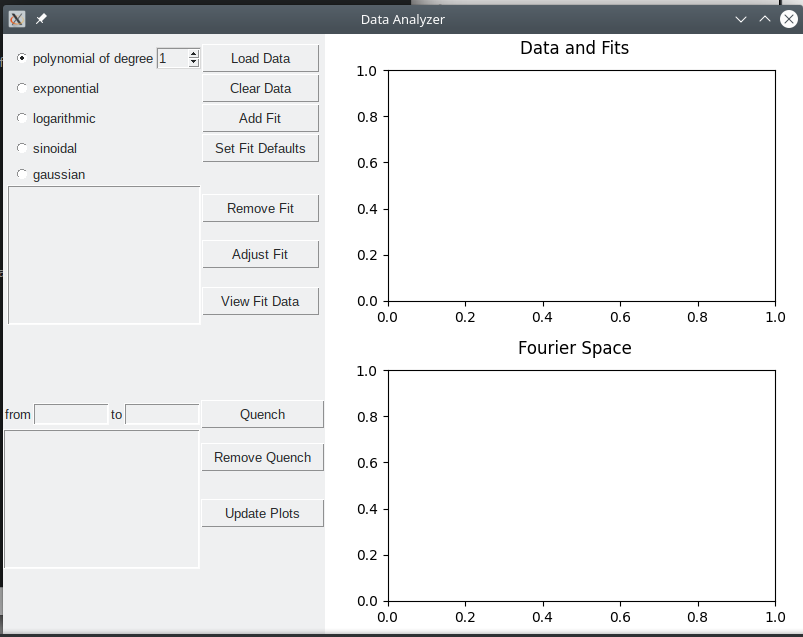 Data Analyzer
polynomial of degree 1 Load Data
exponential Clear Data
logarithmic Add Fit
sinoidal Set Fit Defaults
gaussian
Remove Fit
Adjust Fit
View Fit Data
from to Quench
Remove Quench
Update Plots
Data and Fits
1.0
0.8
0.6
0.4
0.2
0.0
0.0 0.2 0.4 0.6 0.8 1.0
Fourier Space
1.0
0.8
0.6
0.4
0.2
0.0
0.0 0.2 0.4 0.6 0.8 1.0